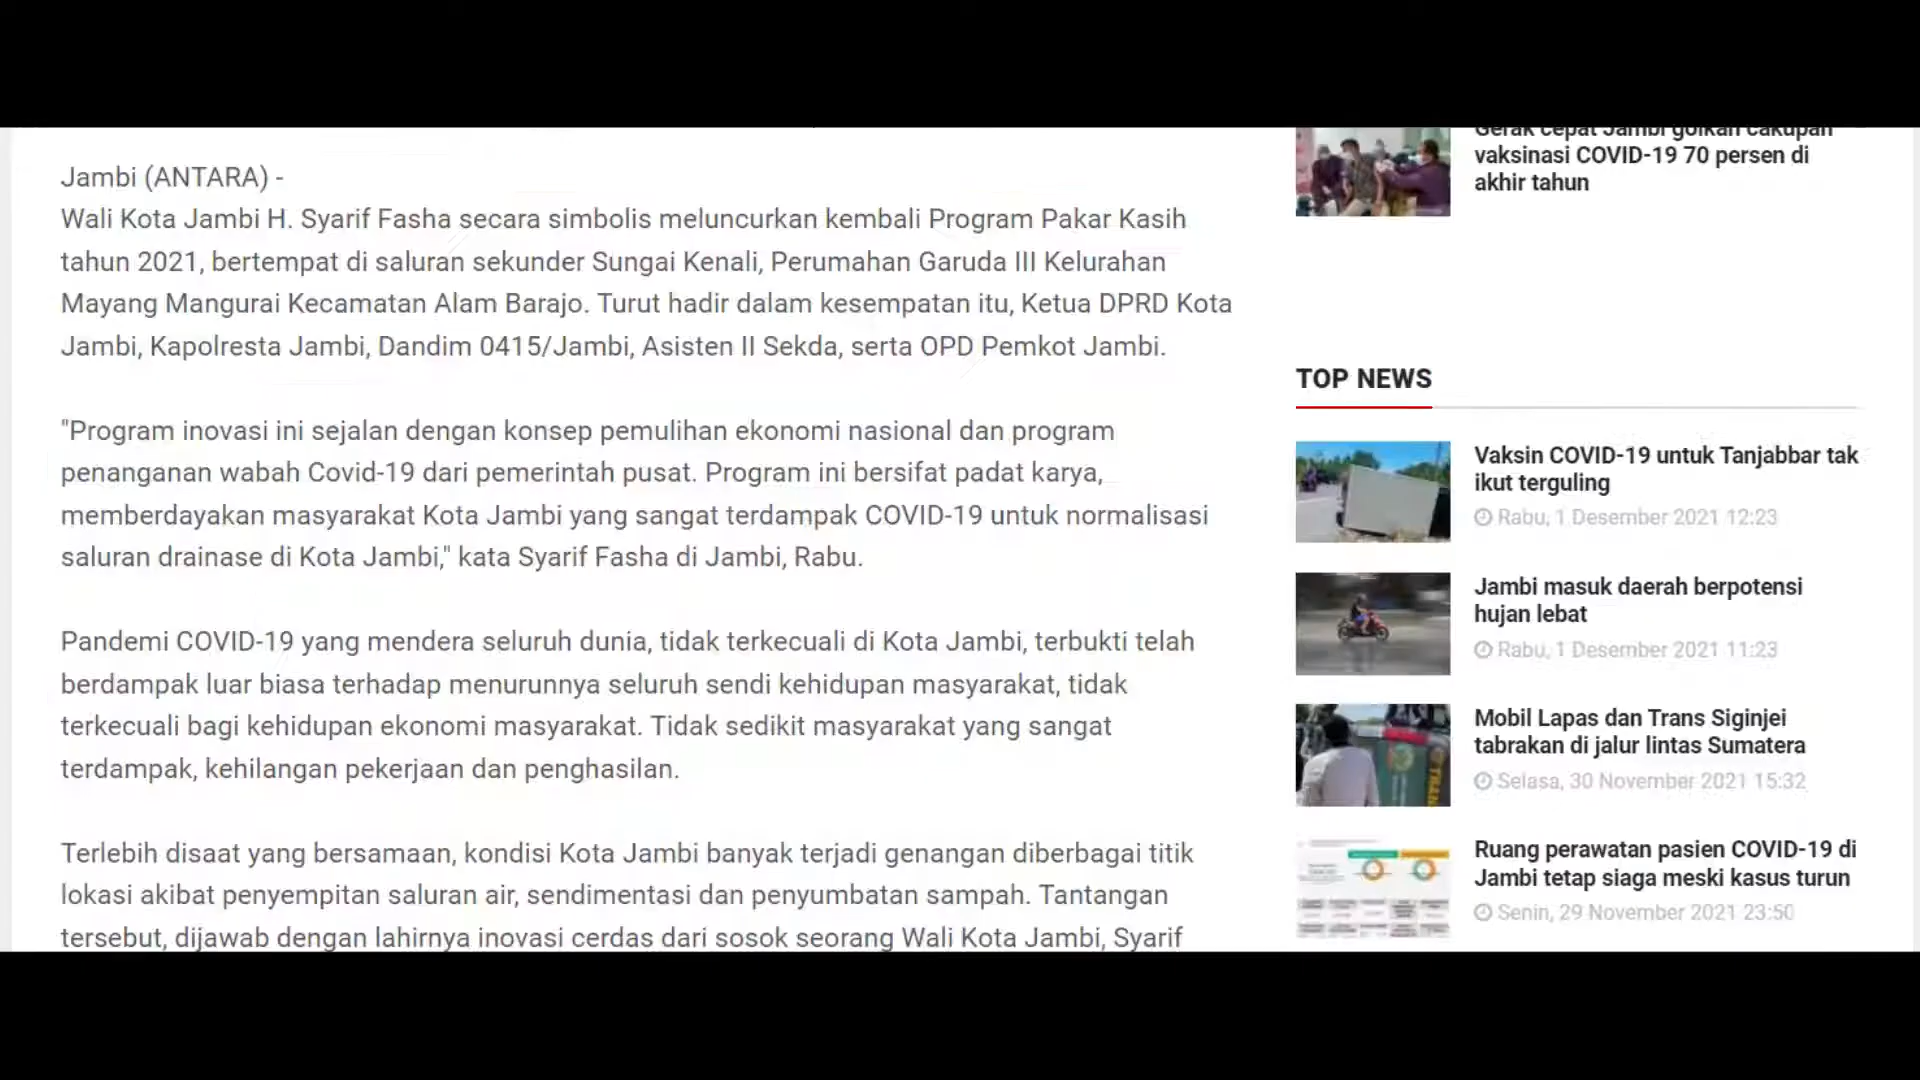 Jambi (ANTARA) -
Wali Kota Jambi H. Syarif Fasha secara simbolis meluncurkan kembali Program Pakar Kasih
tahun 2021, bertempat di saluran sekunder Sungai Kenali, Perumahan Garuda III Kelurahan
Mayang Mangurai Kecamatan Alam Barajo. Turut hadir dalam kesempatan itu, Ketua DPRD Kota
Jambi, Kapolresta Jambi, Dandim 0415/Jambi, Asisten II Sekda, serta OPD Pemkot Jambi.
"Program inovasi ini sejalan dengan konsep pemulihan ekonomi nasional dan program
penanganan wabah Covid-19 dari pemerintah pusat. Program ini bersifat padat karya,
memberdayakan masyarakat Kota Jambi yang sangat terdampak COVID-19 untuk normalisasi
saluran drainase di Kota Jambi," kata Syarif Fasha di Jambi, Rabu.
Pandemi COVID-19 yang mendera seluruh dunia, tidak terkecuali di Kota Jambi, terbukti telah
berdampak luar biasa terhadap menurunnya seluruh sendi kehidupan masyarakat, tidak
terkecuali bagi kehidupan ekonomi masyarakat. Tidak sedikit masyarakat yang sangat
terdampak, kehilangan pekerjaan dan penghasilan.
Terlebih disaat yang bersamaan, kondisi Kota Jambi banyak terjadi genangan diberbagai titik
lokasi akibat penyempitan saluran air, sendimentasi dan penyumbatan sampah. Tantangan
tersebut, dijawab dengan lahirnya inovasi cerdas dari sosok seorang Wali Kota Jambi, Syarif
Gerak cepat Jambi golkan cakupan
vaksinasi COVID-19 70 persen di
akhir tahun
TOP NEWS
Vaksin COVID-19 untuk Tanjabbar tak
ikut terguling
Rabu, 1 Desember 2021 12:23
Jambi masuk daerah berpotensi
hujan lebat
Rabu, 1 Desember 2021 11:23
Mobil Lapas dan Trans Siginjei
tabrakan di jalur lintas Sumatera
Selasa, 30 November 2021 15:32
Ruang perawatan pasien COVID-19 di
Jambi tetap siaga meski kasus turun
Senin, 29 November 2021 23:50